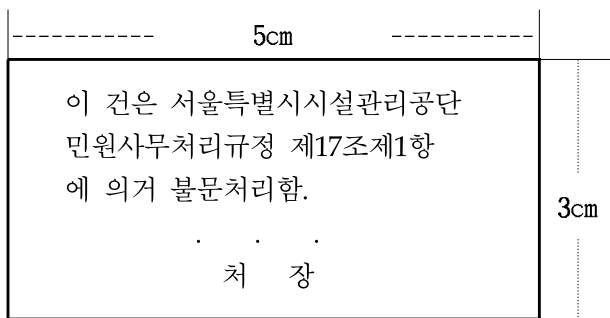 5cm
이 건은 서울특별시시설관리공단
민원사무처리규정 제17조제1항
에 의거 불문처리함.
. . .
처 장
3cm